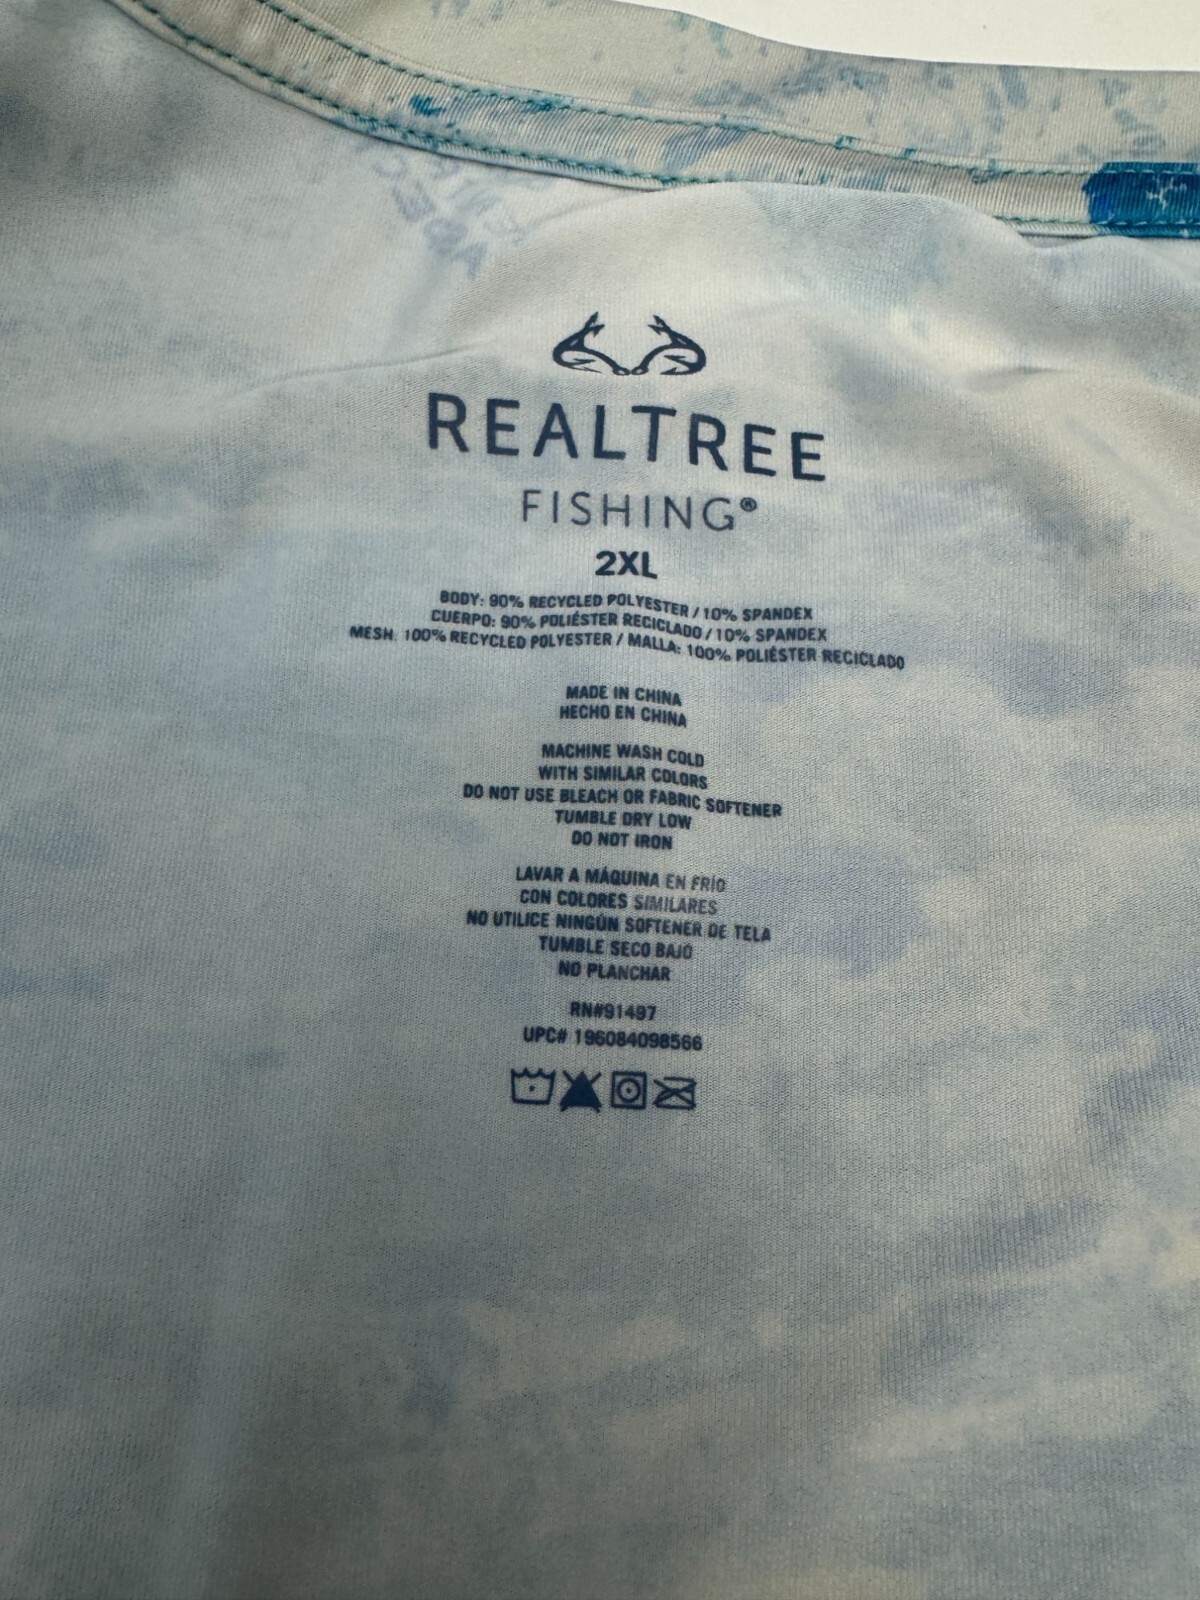 REALTREE
FISHING®
2XL
BODY: 90% RECYCLED POLYESTER / 10% SPANDEX
CUERPO: 90% POLIÉSTER RECICLADO / 10% SPANDEX
MESH: 100% RECYCLED POLYESTER / MALLA: 100% POLIÉSTER RECICLADO
MADE IN CHINA
HECHO EN CHINA
MACHINE WASH COLD
WITH SIMILAR COLORS
DO NOT USE BLEACH OR FABRIC SOFTENER
TUMBLE DRY LOW
DO NOT IRON
LAVAR A MÁQUINA EN FRÍO
CON COLORES SIMILARES
NO UTILICE NINGÚN SOFTENER DE TELA
TUMBLE SECO BAJO
NO PLANCHAR
RN#91497
UPC# 196084098566